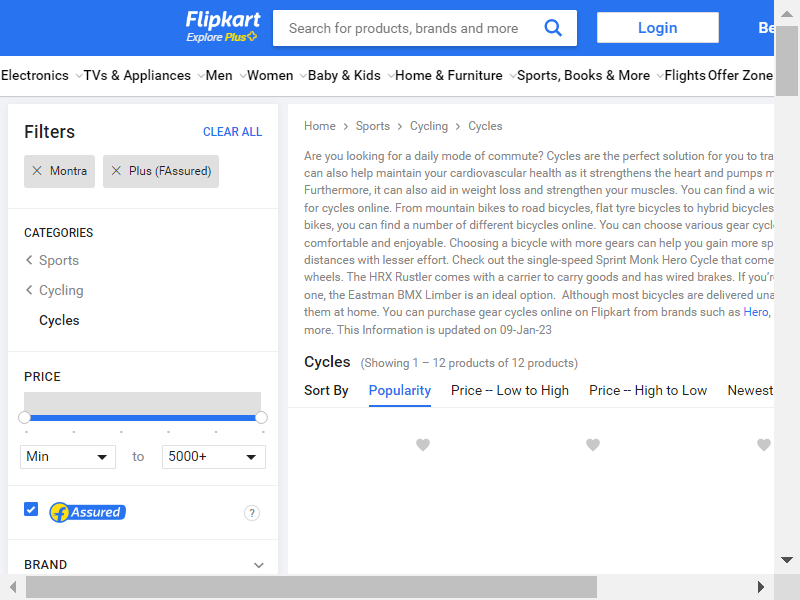 Flipkart
Explore Plus
Search for products, brands and more
Login
Be
Electronics TVs & Appliances Men Women Baby & Kids Home & Furniture Sports, Books & More Flights Offer Zone
Filters
CLEAR ALL
✕ Montra ✕ Plus (FAssured)
CATEGORIES
Sports
Cycling
Cycles
PRICE
Min to 5000+
Assured ?
BRAND
Home > Sports > Cycling > Cycles
Are you looking for a daily mode of commute? Cycles are the perfect solution for you to tra
can also help maintain your cardiovascular health as it strengthens the heart and pumps m
Furthermore, it can also aid in weight loss and strengthen your muscles. You can find a wid
for cycles online. From mountain bikes to road bicycles, flat tyre bicycles to hybrid bicycles
bikes, you can find a number of different bicycles online. You can choose various gear cycl
comfortable and enjoyable. Choosing a bicycle with more gears can help you gain more sp
distances with lesser effort. Check out the single-speed Sprint Monk Hero Cycle that come
wheels. The HRX Rustler comes with a carrier to carry goods and has wired brakes. If you're
one, the Eastman BMX Limber is an ideal option. Although most bicycles are delivered una
them at home. You can purchase gear cycles online on Flipkart from brands such as Hero,
more. This Information is updated on 09-Jan-23
Cycles (Showing 1 – 12 products of 12 products)
Sort By Popularity Price -- Low to High Price -- High to Low Newest